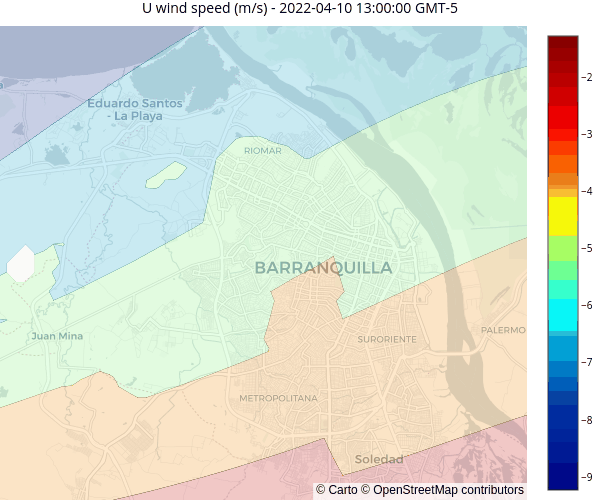 U wind speed (m/s) - 2022-04-10 13:00:00 GMT-5
Eduardo Santos
- La Playa
RIOMAR
BARRANQUILLA
Juan Mina
SURORIENTE
PALERMO
METROPOLITANA
Soledad
© Carto © OpenStreetMap contributors
−2
−3
−4
−5
−6
−7
−8
−9